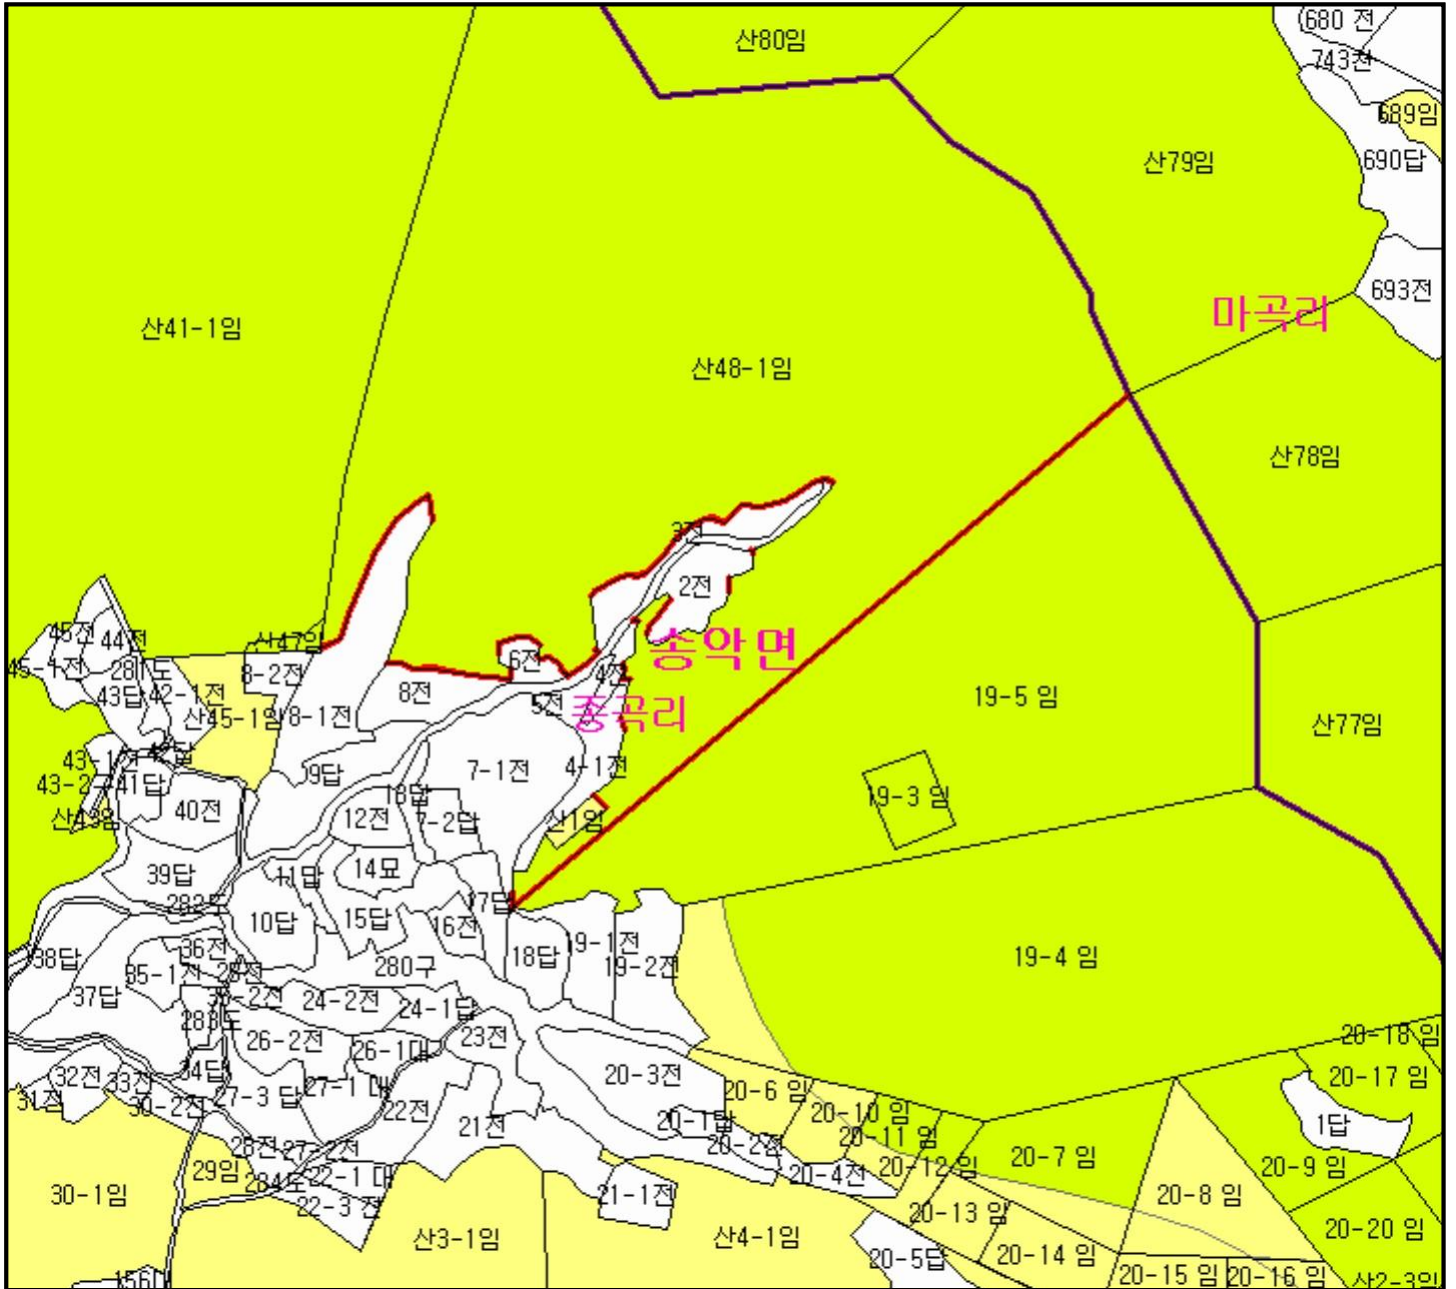 (680 전
산80임
743전
689임
산79임
690답
693전
마곡리
산41-1임
산48-1임
산78임
3전
2전
45전
44전
산47임
송악면
45-1전
281도
8-2전
6전
4전
43답
42-1전
8전
5전
19-5 임
산45-1임
8-1전
종곡리
산77임
43-2구
41답
09답
7-1전
4-1전
40전
13답
19-3 임
산43임
12전
7-2답
산1임
39답
11답
14묘
282도
17답
10답
15답
16전
38답
36전
18답
19-1전
19-4 임
35-1전
280구
19-2전
37답
24-2전
24-1답
26-2전
23전
20-18 임
26-1대
34답
20-3전
20-17 임
32전
33전
27-3 답
27-1 대
20-6 임
31전
30-2전
22전
20-10 임
21전
20-1답
1답
20-11 임
28전
27-2전
20-2전
20-7 임
29임
22-1 대
20-4전
20-12 임
20-9 임
284도
30-1임
22-3 전
21-1전
20-8 임
20-13 임
산3-1임
산4-1임
20-20 임
20-5답
20-14 임
20-15 임
20-16 임
산2-3임